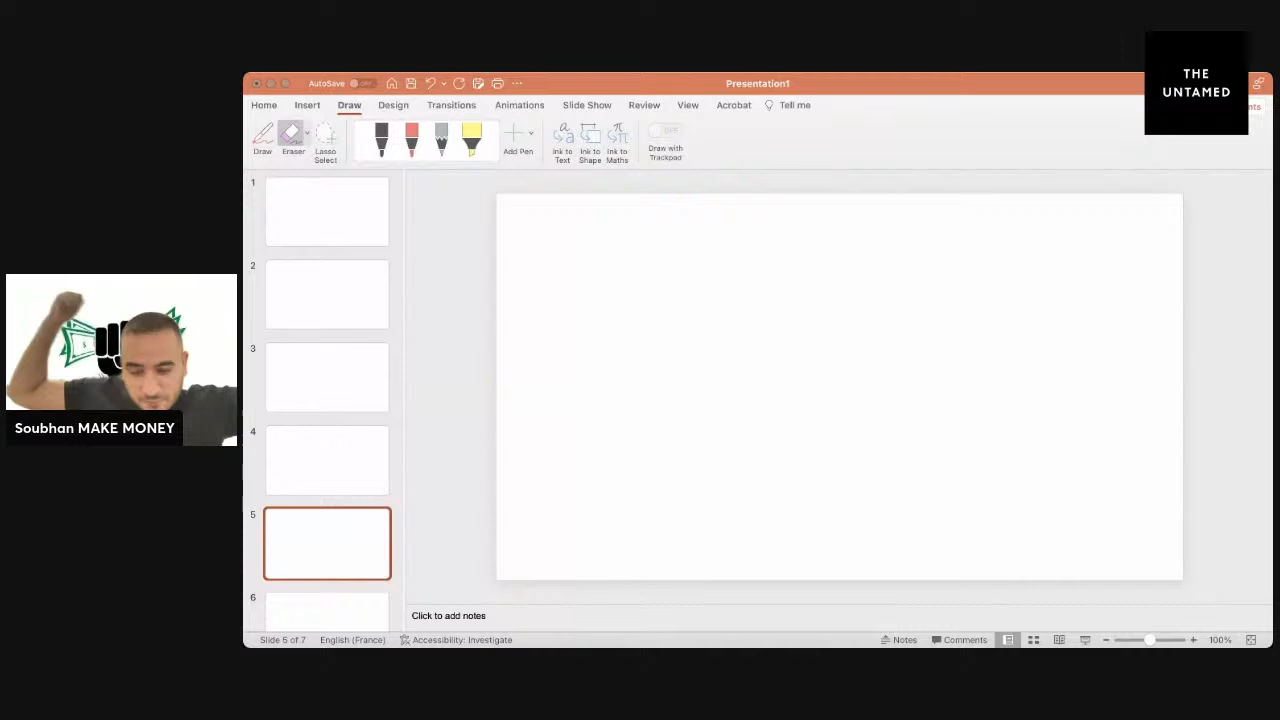 THE
UNTAMED
AutoSave OFF
Presentation1
Home Insert Draw Design Transitions Animations Slide Show Review View Acrobat Tell me
Draw Eraser Lasso Select Add Pen Ink to Text Ink to Shape Ink to Maths OFF Draw with Trackpad
1
2
3
4
5
6
Soubhan MAKE MONEY
Click to add notes
Slide 5 of 7 English (France) Accessibility: Investigate Notes Comments 100%